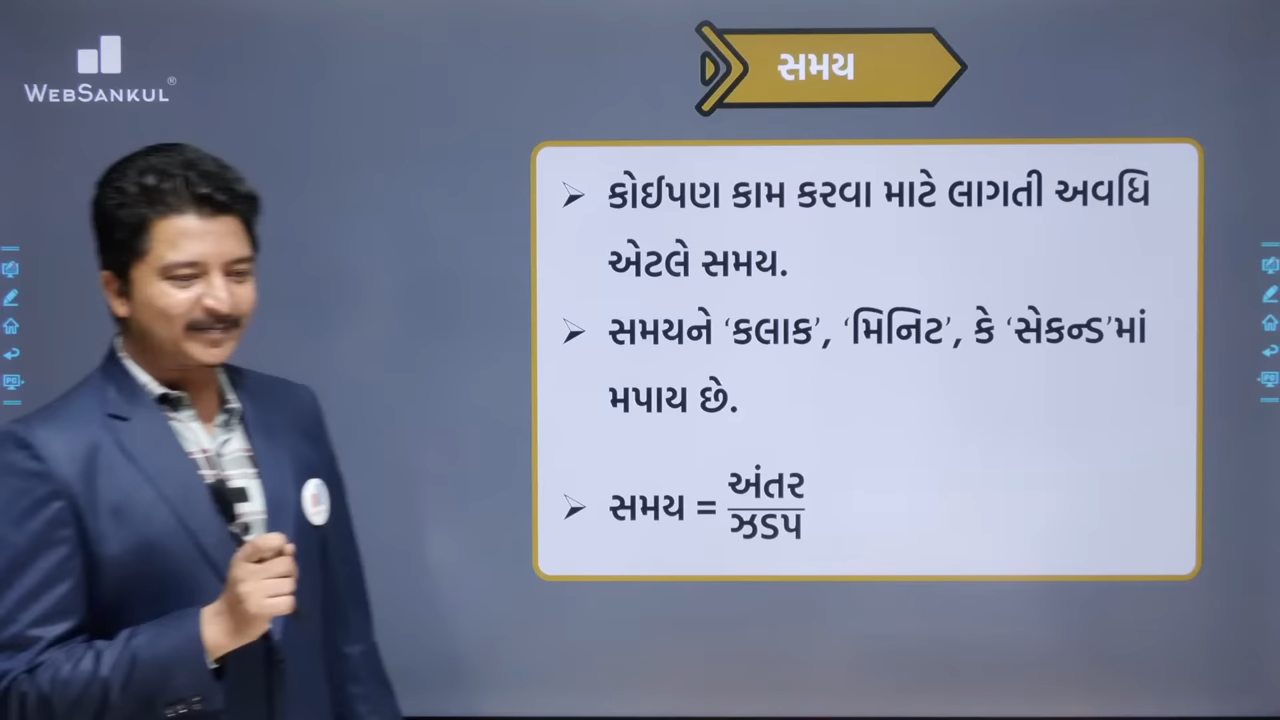 WEBSANKUL®
સમય
➢ કોઈપણ કામ કરવા માટે લાગતી અવધિ
એટલે સમય.
➢ સમયને ‘કલાક’, ‘મિનિટ’, કે ‘સેકન્ડ’માં
મપાય છે.
➢ સમય = અંતર
ઝડપ